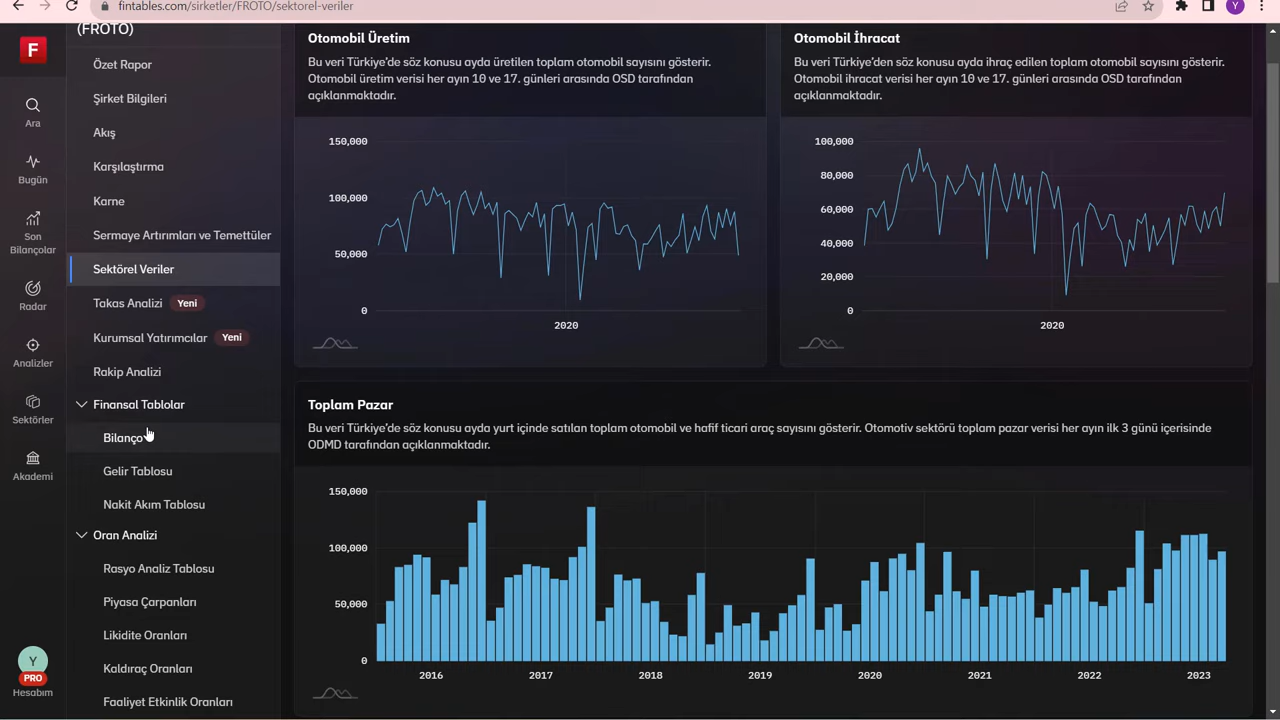 fintables.com/sirketler/FROTO/sektorel-veriler
Y
F
Ara
Bugün
Son
Bilançolar
Radar
Analizler
Sektörler
Akademi
Y
PRO
Hesabım
(FROTO)
Özet Rapor
Şirket Bilgileri
Akış
Karşılaştırma
Karne
Sermaye Artırımları ve Temettüler
Sektörel Veriler
Takas Analizi Yeni
Kurumsal Yatırımcılar Yeni
Rakip Analizi
Finansal Tablolar
Bilanço
Gelir Tablosu
Nakit Akım Tablosu
Oran Analizi
Rasyo Analiz Tablosu
Piyasa Çarpanları
Likidite Oranları
Kaldıraç Oranları
Faaliyet Etkinlik Oranları
Otomobil Üretim
Bu veri Türkiye'de söz konusu ayda üretilen toplam otomobil sayısını gösterir.
Otomobil üretim verisi her ayın 10 ve 17. günleri arasında OSD tarafından
açıklanmaktadır.
150,000
100,000
50,000
0
2020
Otomobil İhracat
Bu veri Türkiye'den söz konusu ayda ihraç edilen toplam otomobil sayısını gösterir.
Otomobil ihracat verisi her ayın 10 ve 17. günleri arasında OSD tarafından
açıklanmaktadır.
100,000
80,000
60,000
40,000
20,000
0
2020
Toplam Pazar
Bu veri Türkiye'de söz konusu ayda yurt içinde satılan toplam otomobil ve hafif ticari araç sayısını gösterir. Otomotiv sektörü toplam pazar verisi her ayın ilk 3 günü içerisinde
ODMD tarafından açıklanmaktadır.
150,000
100,000
50,000
0
2016 2017 2018 2019 2020 2021 2022 2023